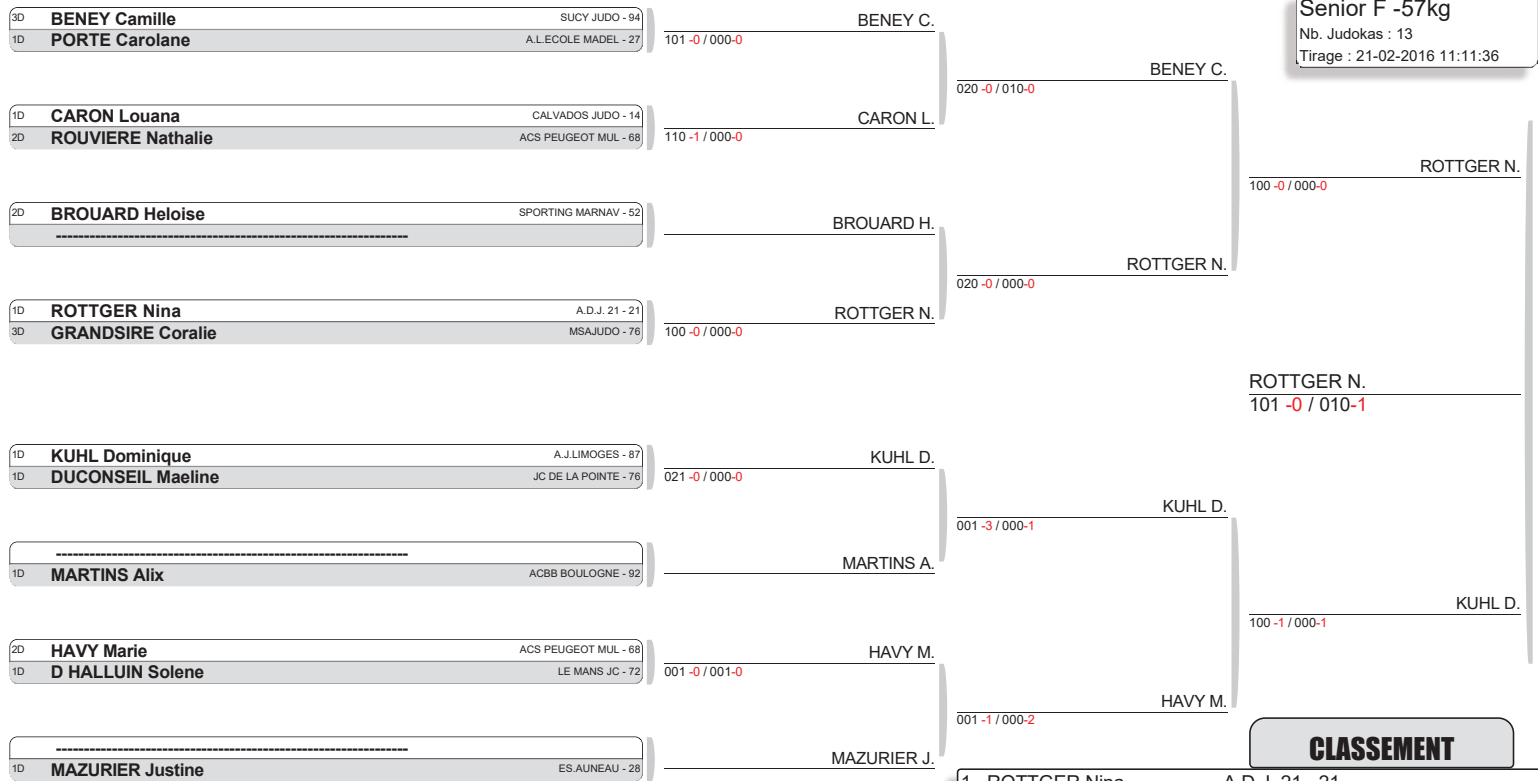 Senior F -57kg
Nb. Judokas : 13
Tirage : 21-02-2016 11:11:36
3D BENEY Camille SUCY JUDO - 94
1D PORTE Carolane A.L.ECOLE MADEL - 27
BENEY C.
101 -0 / 000-0
1D CARON Louana CALVADOS JUDO - 14
2D ROUVIERE Nathalie ACS PEUGEOT MUL - 68
CARON L.
110 -1 / 000-0
BENEY C.
020 -0 / 010-0
2D BROUARD Heloise SPORTING MARNAV - 52
----------------------------------------------------------------
BROUARD H.
1D ROTTGER Nina A.D.J. 21 - 21
3D GRANDSIRE Coralie MSAJUDO - 76
ROTTGER N.
100 -0 / 000-0
ROTTGER N.
020 -0 / 000-0
ROTTGER N.
100 -0 / 000-0
ROTTGER N.
101 -0 / 010-1
1D KUHL Dominique A.J.LIMOGES - 87
1D DUCONSEIL Maeline JC DE LA POINTE - 76
KUHL D.
021 -0 / 000-0
----------------------------------------------------------------
1D MARTINS Alix ACBB BOULOGNE - 92
MARTINS A.
KUHL D.
001 -3 / 000-1
2D HAVY Marie ACS PEUGEOT MUL - 68
1D D HALLUIN Solene LE MANS JC - 72
HAVY M.
001 -0 / 001-0
----------------------------------------------------------------
1D MAZURIER Justine ES.AUNEAU - 28
MAZURIER J.
HAVY M.
001 -1 / 000-2
KUHL D.
100 -1 / 000-1
CLASSEMENT
1 ROTTGER Nina A.D.J. 21 - 21